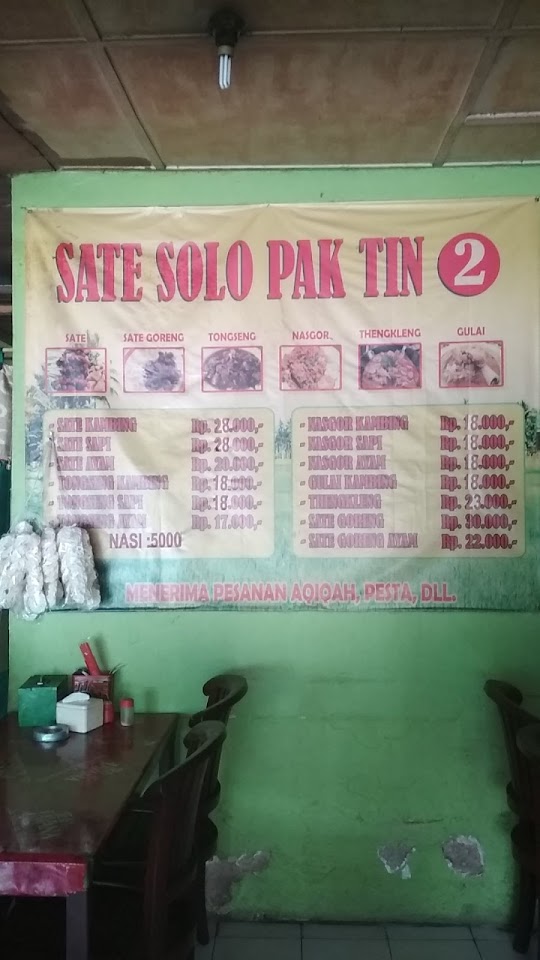 SATE SOLO PAK TIN 2
SATE SATE GORENG TONGSENG NASGOR THENGKLENG GULAI
- SATE KAMBING Rp. 28.000,-
- SATE SAPI Rp. 28.000,-
- SATE AYAM Rp. 20.000,-
- TONGSENG KAMBING Rp.18.000,-
- TONGSENG SAPI Rp.18.000,-
- TONGSENG AYAM Rp. 17.000,-
NASI :5000
- NASGOR KAMBING Rp.18.000,-
- NASGOR SAPI Rp.18.000,-
- NASGOR AYAM Rp.18.000,-
- GULAI KAMBING Rp.18.000,-
- THENGKLENG Rp. 23.000,-
- SATE GORENG Rp. 30.000,-
- SATE GORENG AYAM Rp. 22.000,-
MENERIMA PESANAN AQIQAH, PESTA, DLL.